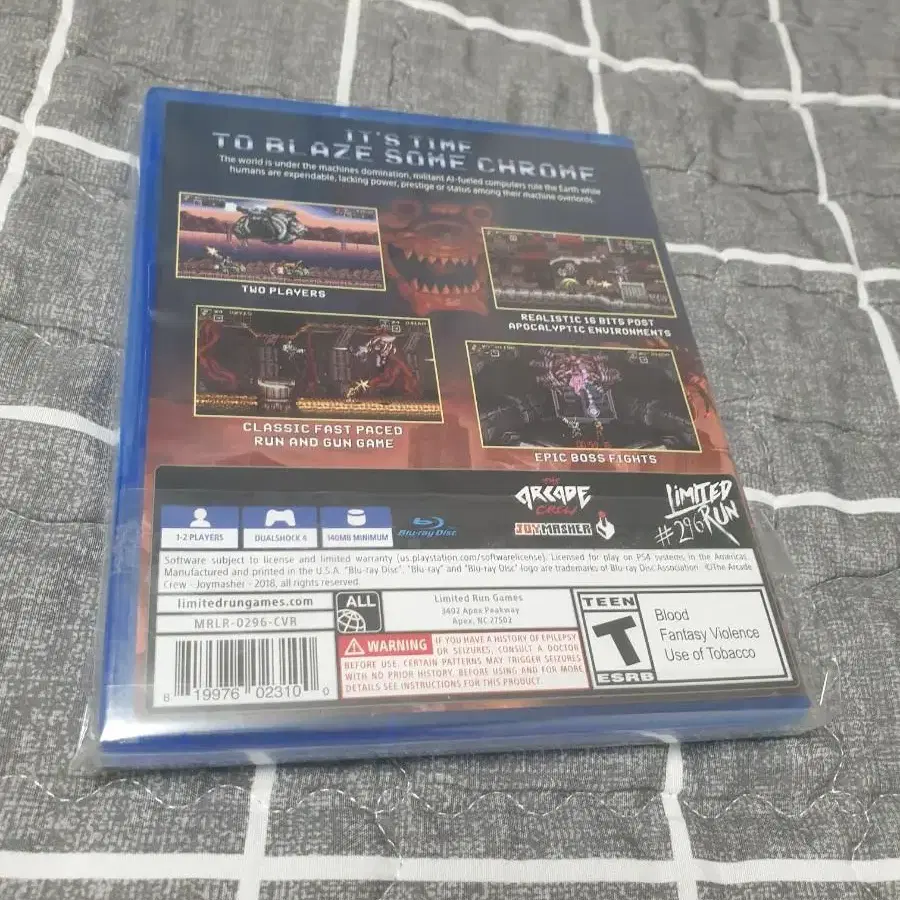 IT'S TIME
TO BLAZE SOME CHROME
The world is under the machines domination, militant AI-fueled computers rule the Earth while
humans are expendable, lacking power, prestige or status among their machine overlords.
TWO PLAYERS
REALISTIC 16 BITS POST
APOCALYPTIC ENVIRONMENTS
CLASSIC FAST PACED
RUN AND GUN GAME
EPIC BOSS FIGHTS
THE
ARCADE
CREW
JOYMASHER
LIMITED
RUN
#296
1-2 PLAYERS
DUALSHOCK 4
140MB MINIMUM
Blu-ray Disc
Software subject to license and limited warranty (us.playstation.com/softwarelicense). Licensed for play on PS4 systems in the Americas.
Manufactured and printed in the U.S.A. "Blu-ray Disc", "Blu-ray" and "Blu-ray Disc" logo are trademarks of Blu-ray Disc Association. ©The Arcade
Crew - Joymasher - 2018, all rights reserved.
limitedrungames.com
MRLR-0296-CVR
ALL
Limited Run Games
3402 Apex Peakway
Apex, NC 27502
WARNING
IF YOU HAVE A HISTORY OF EPILEPSY
OR SEIZURES, CONSULT A DOCTOR
BEFORE USE. CERTAIN PATTERNS MAY TRIGGER SEIZURES
WITH NO PRIOR HISTORY. BEFORE USING AND FOR MORE
DETAILS SEE INSTRUCTIONS FOR THIS PRODUCT.
TEEN
T
ESRB
Blood
Fantasy Violence
Use of Tobacco
8 19976 02310 0